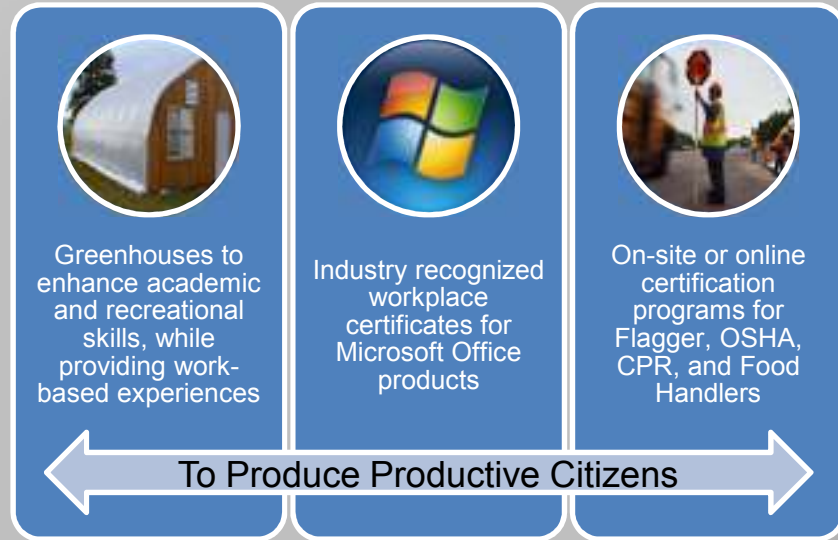 Greenhouses to
enhance academic
and recreational
skills, while
providing work-
based experiences
Industry recognized
workplace
certificates for
Microsoft Office
products
On-site or online
certification
programs for
Flagger, OSHA,
CPR, and Food
Handlers
To Produce Productive Citizens